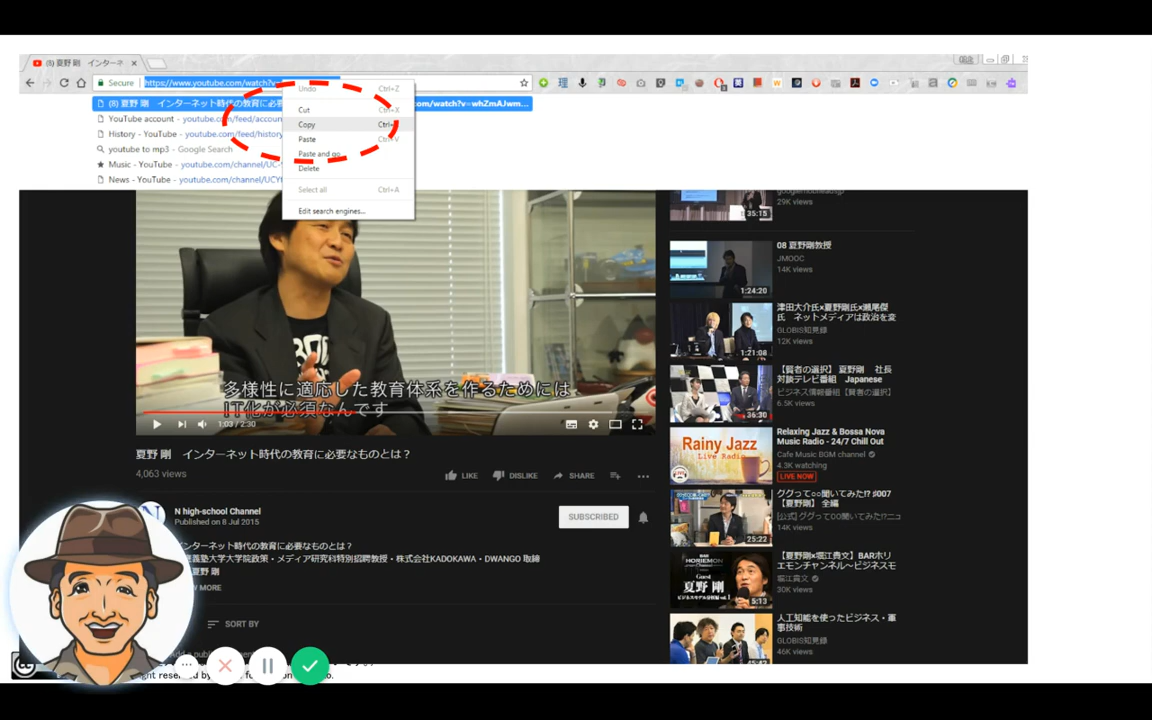 (8) 夏野 剛 インターネ
Secure
https://www.youtube.com/watch?v=
(8) 夏野 剛 インターネット時代の教育に必
com/watch?v=whZmAJwm...
YouTube account - youtube.com/feed/accoun
History - YouTube - youtube.com/feed/history
youtube to mp3 - Google Search
Music - YouTube - youtube.com/channel/UC-
News - YouTube - youtube.com/channel/UCYf
Undo Ctrl+Z
Cut Ctrl+X
Copy Ctrl+
Paste Ctrl+V
Paste and go
Delete
Select all Ctrl+A
Edit search engines...
多様性に適応した教育体系を作るためには、
IT化が必須なんです
1:03 / 2:30
夏野 剛 インターネット時代の教育に必要なものとは？
4,063 views
LIKE
DISLIKE
SHARE
N high-school Channel
Published on 8 Jul 2015
SUBSCRIBED
ンターネット時代の教育に必要なものとは？
義塾大学大学院政策・メディア研究科特別招聘教授・株式会社KADOKAWA・DWANGO 取締
夏野 剛
MORE
SORT BY
29K views
35:15
08 夏野剛教授
JMOOC
14K views
1:24:20
津田大介氏×夏野剛氏×瀬尾傑
氏 ネットメディアは政治を変
GLOBIS知見録
12K views
1:21:08
【賢者の選択】 夏野剛 社長
対談テレビ番組 Japanese
ビジネス情報番組【賢者の選択】
6.5K views
36:30
Relaxing Jazz & Bossa Nova
Music Radio - 24/7 Chill Out
Cafe Music BGM channel
4.3K watching
LIVE NOW
Rainy Jazz
Live Radio
ググって○○聞いてみた!? #007
【夏野剛】 全編
[公式] ググって○○聞いてみた!?ニコ
14K views
25:22
【夏野剛×堀江貴文】BARホリ
エモンチャンネル～ビジネスモ
堀江貴文
30K views
HORIEMON
Guest
夏野 剛
5:13
人工知能を使ったビジネス・軍
事技術
GLOBIS知見録
46K views
45:42